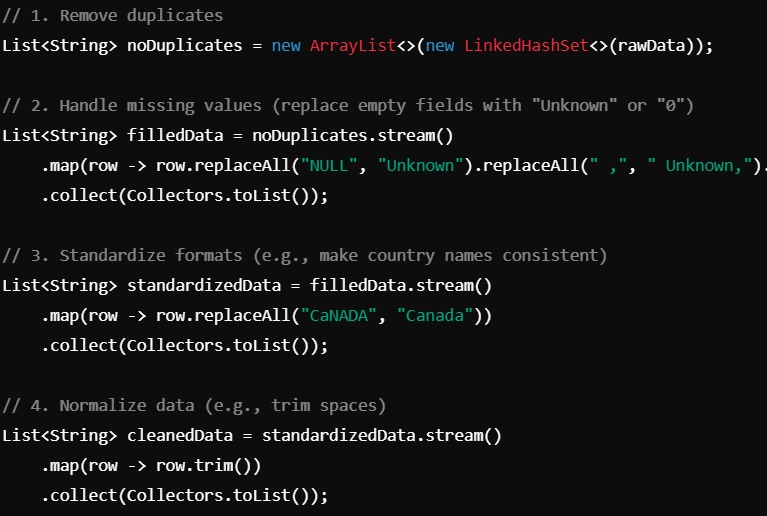 // 1. Remove duplicates
List<String> noDuplicates = new ArrayList<>(new LinkedHashSet<>(rawData));
// 2. Handle missing values (replace empty fields with "Unknown" or "0")
List<String> filledData = noDuplicates.stream()
    .map(row -> row.replaceAll("NULL", "Unknown").replaceAll(" ,", " Unknown,").
    .collect(Collectors.toList());
// 3. Standardize formats (e.g., make country names consistent)
List<String> standardizedData = filledData.stream()
    .map(row -> row.replaceAll("CaNADA", "Canada"))
    .collect(Collectors.toList());
// 4. Normalize data (e.g., trim spaces)
List<String> cleanedData = standardizedData.stream()
    .map(row -> row.trim())
    .collect(Collectors.toList());